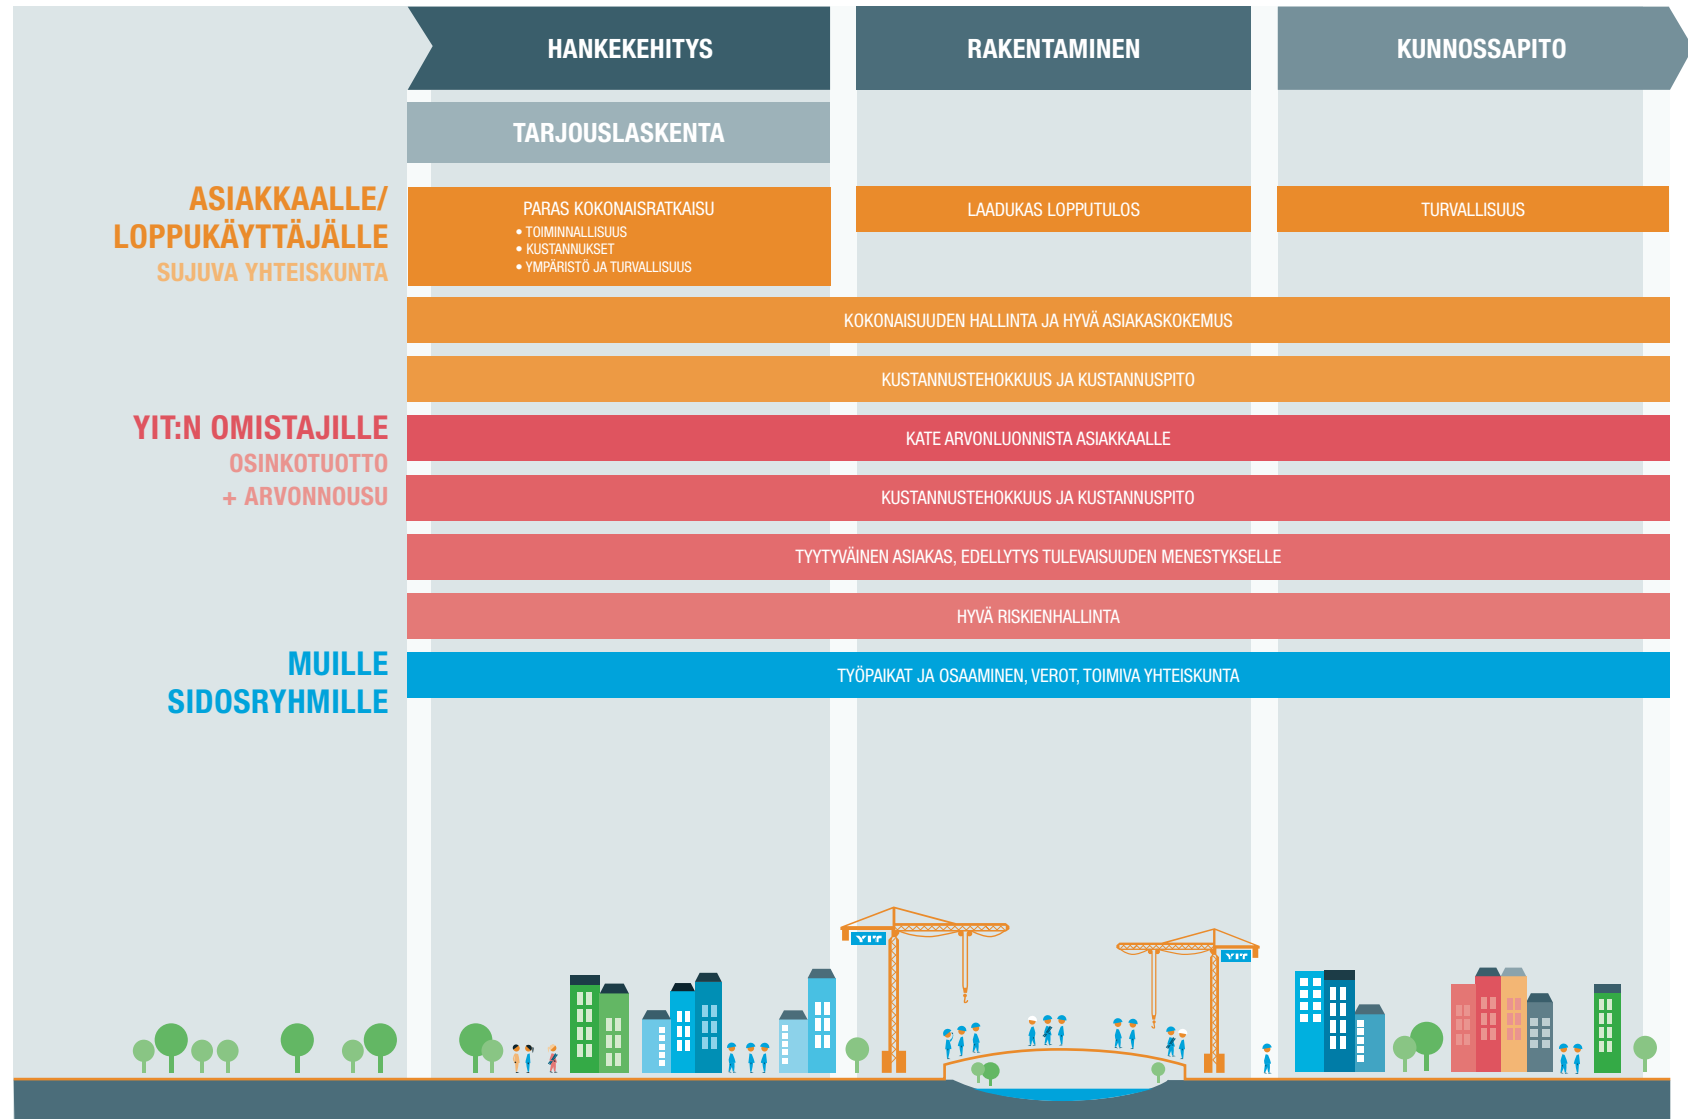 HANKEKEHITYS
RAKENTAMINEN
KUNNOSSAPITO
TARJOUSLASKENTA
ASIAKKAALLE/
LOPPUKÄYTTÄJÄLLE
SUJUVA YHTEISKUNTA
PARAS KOKONAISRATKAISU
• TOIMINNALLISUUS
• KUSTANNUKSET
• YMPÄRISTÖ JA TURVALLISUUS
LAADUKAS LOPPUTULOS
TURVALLISUUS
KOKONAISUUDEN HALLINTA JA HYVÄ ASIAKASKOKEMUS
KUSTANNUSTEHOKKUUS JA KUSTANNUSPITO
YIT:N OMISTAJILLE
OSINKOTUOTTO
+ ARVONNOUSU
KATE ARVONLUONNISTA ASIAKKAALLE
KUSTANNUSTEHOKKUUS JA KUSTANNUSPITO
TYYTYVÄINEN ASIAKAS, EDELLYTYS TULEVAISUUDEN MENESTYKSELLE
HYVÄ RISKIENHALLINTA
MUILLE
SIDOSRYHMILLE
TYÖPAIKAT JA OSAAMINEN, VEROT, TOIMIVA YHTEISKUNTA
YIT
YIT